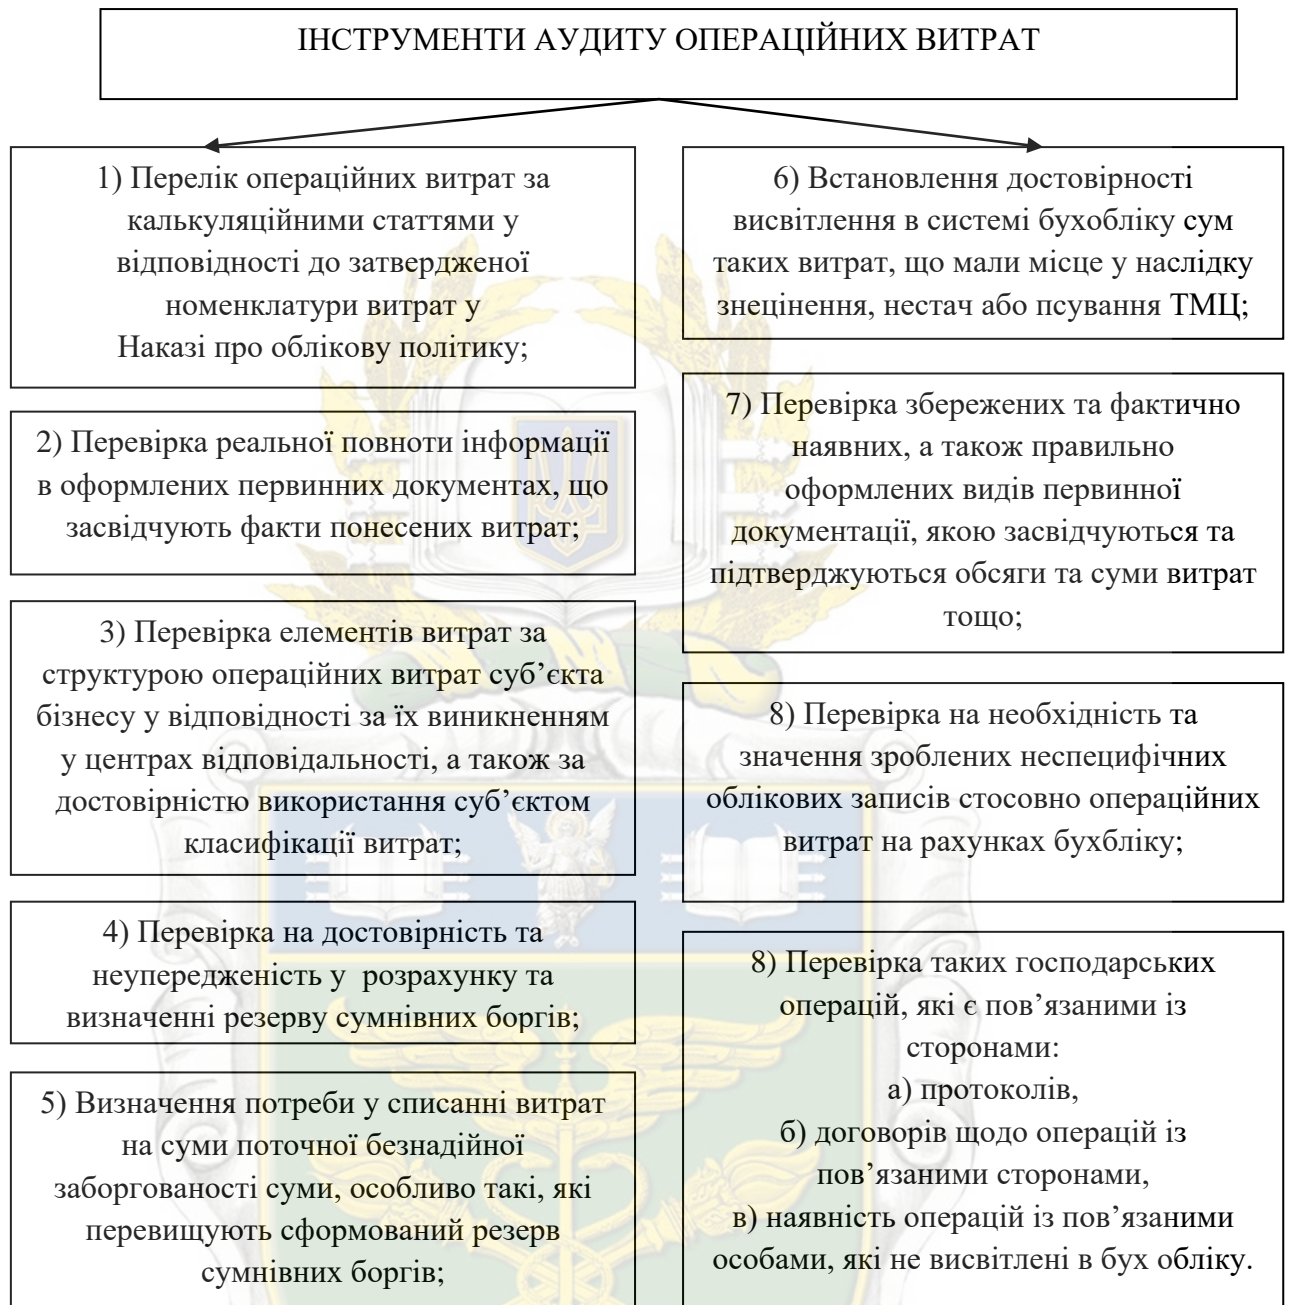 ІНСТРУМЕНТИ АУДИТУ ОПЕРАЦІЙНИХ ВИТРАТ
1) Перелік операційних витрат за
калькуляційними статтями у
відповідності до затвердженої
номенклатури витрат у
Наказі про облікову політику;
2) Перевірка реальної повноти інформації
в оформлених первинних документах, що
засвідчують факти понесених витрат;
3) Перевірка елементів витрат за
структурою операційних витрат суб’єкта
бізнесу у відповідності за їх виникненням
у центрах відповідальності, а також за
достовірністю використання суб’єктом
класифікації витрат;
4) Перевірка на достовірність та
неупередженість у розрахунку та
визначенні резерву сумнівних боргів;
5) Визначення потреби у списанні витрат
на суми поточної безнадійної
заборгованості суми, особливо такі, які
перевищують сформований резерв
сумнівних боргів;
6) Встановлення достовірності
висвітлення в системі бухобліку сум
таких витрат, що мали місце у наслідку
знецінення, нестач або псування ТМЦ;
7) Перевірка збережених та фактично
наявних, а також правильно
оформлених видів первинної
документації, якою засвідчуються та
підтверджуються обсяги та суми витрат
тощо;
8) Перевірка на необхідність та
значення зроблених неспецифічних
облікових записів стосовно операційних
витрат на рахунках бухбліку;
8) Перевірка таких господарських
операцій, які є пов’язаними із
сторонами:
а) протоколів,
б) договорів щодо операцій із
пов’язаними сторонами,
в) наявність операцій із пов’язаними
особами, які не висвітлені в бух обліку.